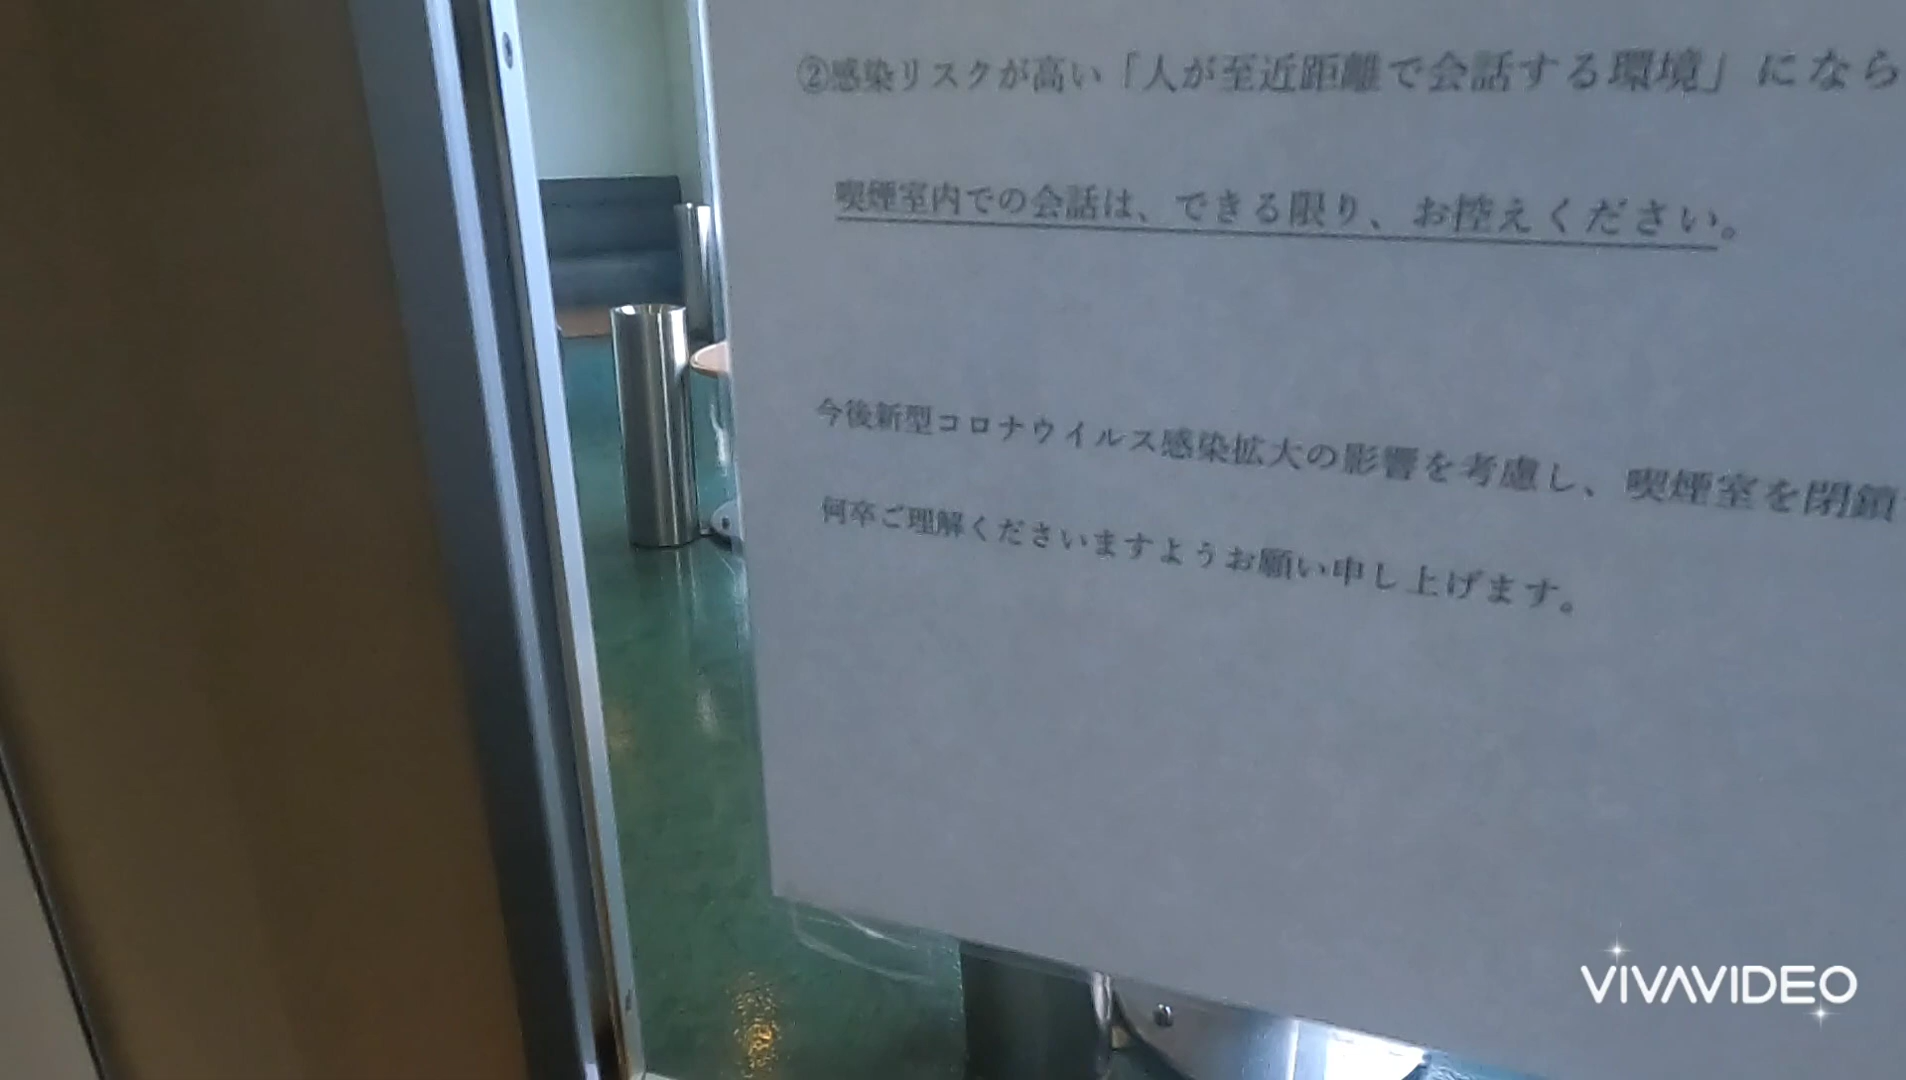 ②感染リスクが高い「人が至近距離で会話する環境」になら
喫煙室内での会話は、できる限り、お控えください。
今後新型コロナウイルス感染拡大の影響を考慮し、喫煙室を閉鎖
何卒ご理解くださいますようお願い申し上げます。
VIVAVIDEO